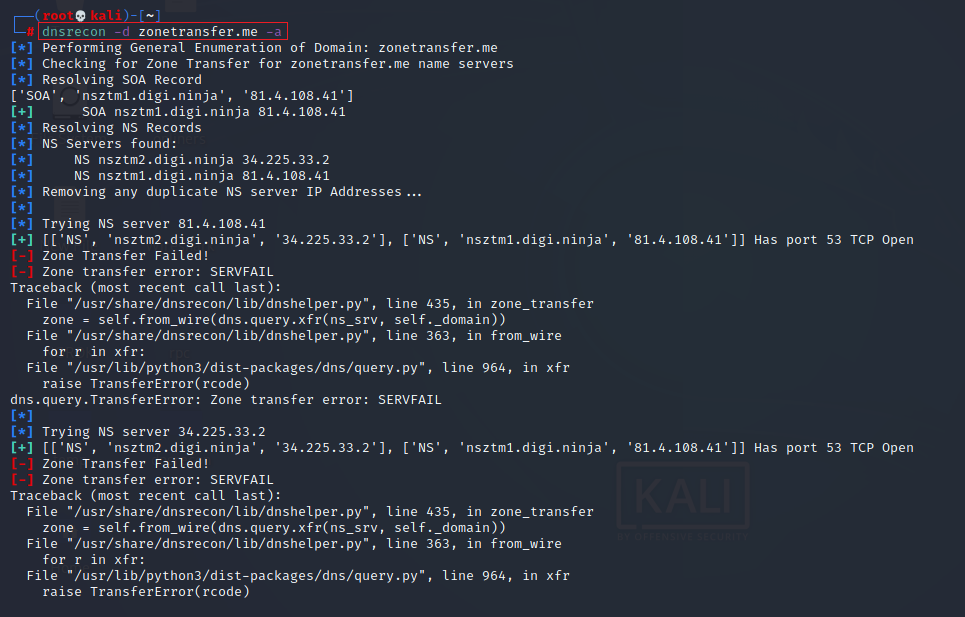 (root💀kali)-[~]
# dnsrecon -d zonetransfer.me -a
[*] Performing General Enumeration of Domain: zonetransfer.me
[*] Checking for Zone Transfer for zonetransfer.me name servers
[*] Resolving SOA Record
['SOA', 'nsztm1.digi.ninja', '81.4.108.41']
[+]      SOA nsztm1.digi.ninja 81.4.108.41
[*] Resolving NS Records
[*] NS Servers found:
[*]     NS nsztm2.digi.ninja 34.225.33.2
[*]     NS nsztm1.digi.ninja 81.4.108.41
[*] Removing any duplicate NS server IP Addresses...
[*]
[*] Trying NS server 81.4.108.41
[+] [['NS', 'nsztm2.digi.ninja', '34.225.33.2'], ['NS', 'nsztm1.digi.ninja', '81.4.108.41']] Has port 53 TCP Open
[-] Zone Transfer Failed!
[-] Zone transfer error: SERVFAIL
Traceback (most recent call last):
  File "/usr/share/dnsrecon/lib/dnshelper.py", line 435, in zone_transfer
    zone = self.from_wire(dns.query.xfr(ns_srv, self._domain))
  File "/usr/share/dnsrecon/lib/dnshelper.py", line 363, in from_wire
    for r in xfr:
  File "/usr/lib/python3/dist-packages/dns/query.py", line 964, in xfr
    raise TransferError(rcode)
dns.query.TransferError: Zone transfer error: SERVFAIL
[*]
[*] Trying NS server 34.225.33.2
[+] [['NS', 'nsztm2.digi.ninja', '34.225.33.2'], ['NS', 'nsztm1.digi.ninja', '81.4.108.41']] Has port 53 TCP Open
[-] Zone Transfer Failed!
[-] Zone transfer error: SERVFAIL
Traceback (most recent call last):
  File "/usr/share/dnsrecon/lib/dnshelper.py", line 435, in zone_transfer
    zone = self.from_wire(dns.query.xfr(ns_srv, self._domain))
  File "/usr/share/dnsrecon/lib/dnshelper.py", line 363, in from_wire
    for r in xfr:
  File "/usr/lib/python3/dist-packages/dns/query.py", line 964, in xfr
    raise TransferError(rcode)
KALI
BY OFFENSIVE SECURITY